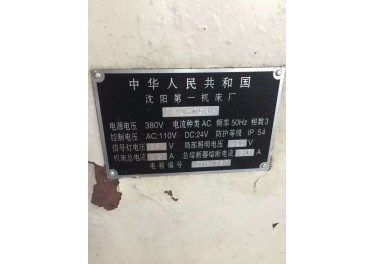 中华人民共和国
沈阳第一机床厂
电源电压 380V 电流种类 AC 频率 50Hz 相数 3
控制电压 AC:110V DC:24V 防护等级 IP 54
信号灯电压 V 局部照明电压 V
机床总电流 A 总熔断器熔断电流 A
电箱编号